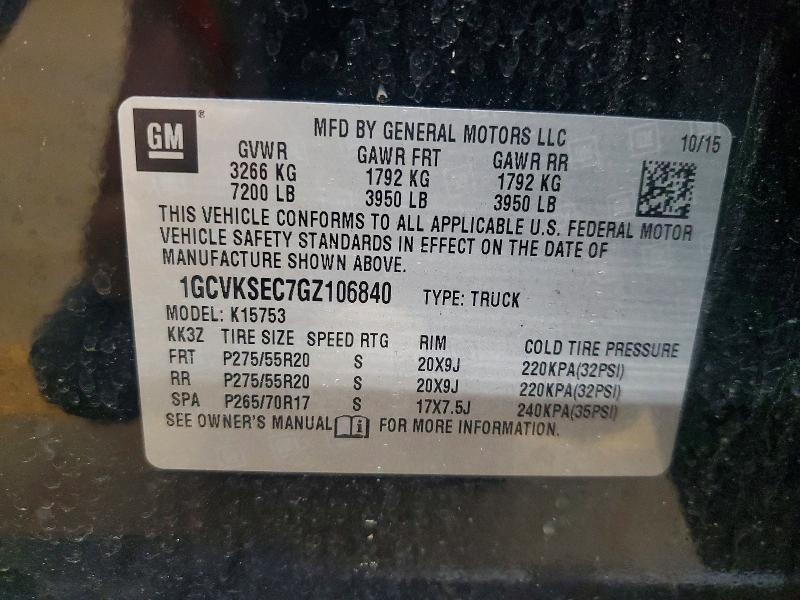 GM®
MFD BY GENERAL MOTORS LLC 10/15
GVWR GAWR FRT GAWR RR
3266 KG 1792 KG 1792 KG
7200 LB 3950 LB 3950 LB
THIS VEHICLE CONFORMS TO ALL APPLICABLE U.S. FEDERAL MOTOR
VEHICLE SAFETY STANDARDS IN EFFECT ON THE DATE OF
MANUFACTURE SHOWN ABOVE.
1GCVKSEC7GZ106840 TYPE: TRUCK
MODEL: K15753
KK3Z TIRE SIZE SPEED RTG RIM COLD TIRE PRESSURE
FRT P275/55R20 S 20X9J 220KPA(32PSI)
RR P275/55R20 S 20X9J 220KPA(32PSI)
SPA P265/70R17 S 17X7.5J 240KPA(35PSI)
SEE OWNER'S MANUAL FOR MORE INFORMATION.